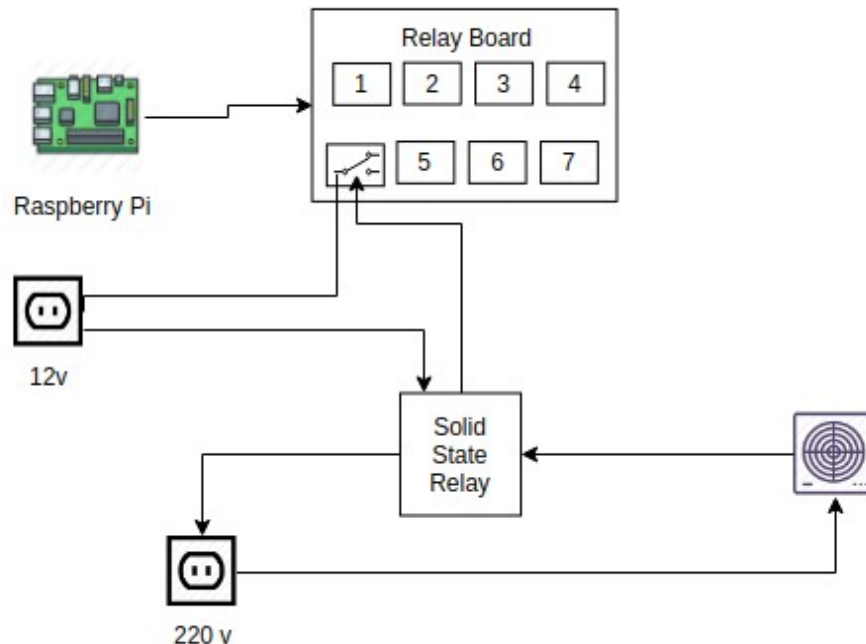 Relay Board
1 2 3 4
5 6 7
Raspberry Pi
12v
Solid
State
Relay
220 v